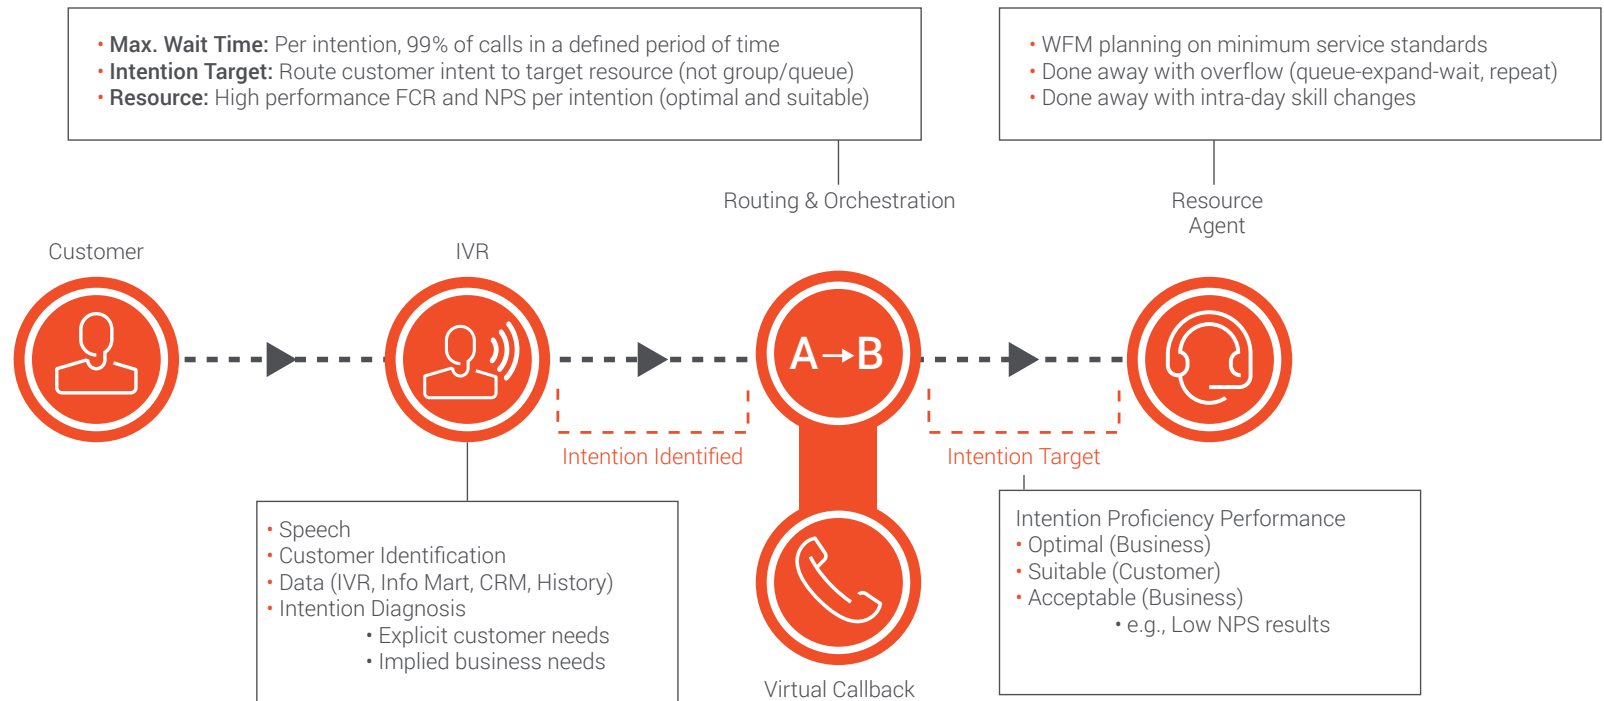 • Max. Wait Time: Per intention, 99% of calls in a defined period of time
• Intention Target: Route customer intent to target resource (not group/queue)
• Resource: High performance FCR and NPS per intention (optimal and suitable)
• WFM planning on minimum service standards
• Done away with overflow (queue-expand-wait, repeat)
• Done away with intra-day skill changes
Routing & Orchestration
Resource
Agent
Customer
IVR
A→B
Intention Identified
Intention Target
• Speech
• Customer Identification
• Data (IVR, Info Mart, CRM, History)
• Intention Diagnosis
• Explicit customer needs
• Implied business needs
Intention Proficiency Performance
• Optimal (Business)
• Suitable (Customer)
• Acceptable (Business)
• e.g., Low NPS results
Virtual Callback